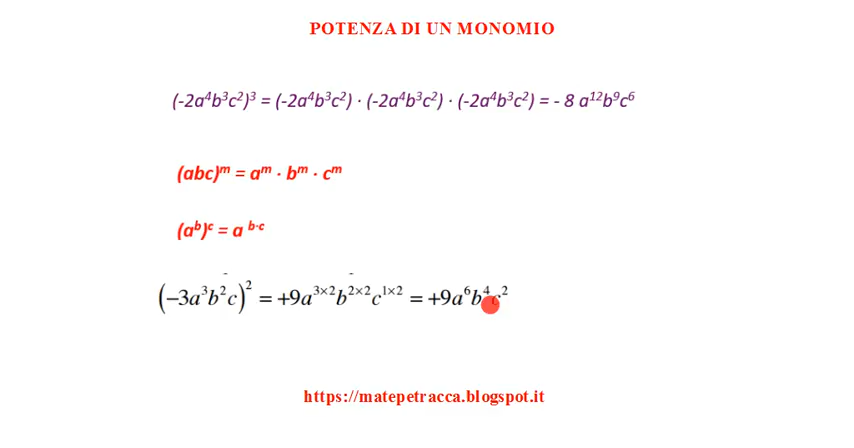 POTENZA DI UN MONOMIO
(-2a⁴b³c²)³ = (-2a⁴b³c²) · (-2a⁴b³c²) · (-2a⁴b³c²) = - 8 a¹²b⁹c⁶
(abc)ᵐ = aᵐ · bᵐ · cᵐ
(aᵇ)ᶜ = a ᵇ·ᶜ
(−3a³b²c)² = +9a³ˣ²b²ˣ²c¹ˣ² = +9a⁶b⁴c²
https://matepetracca.blogspot.it